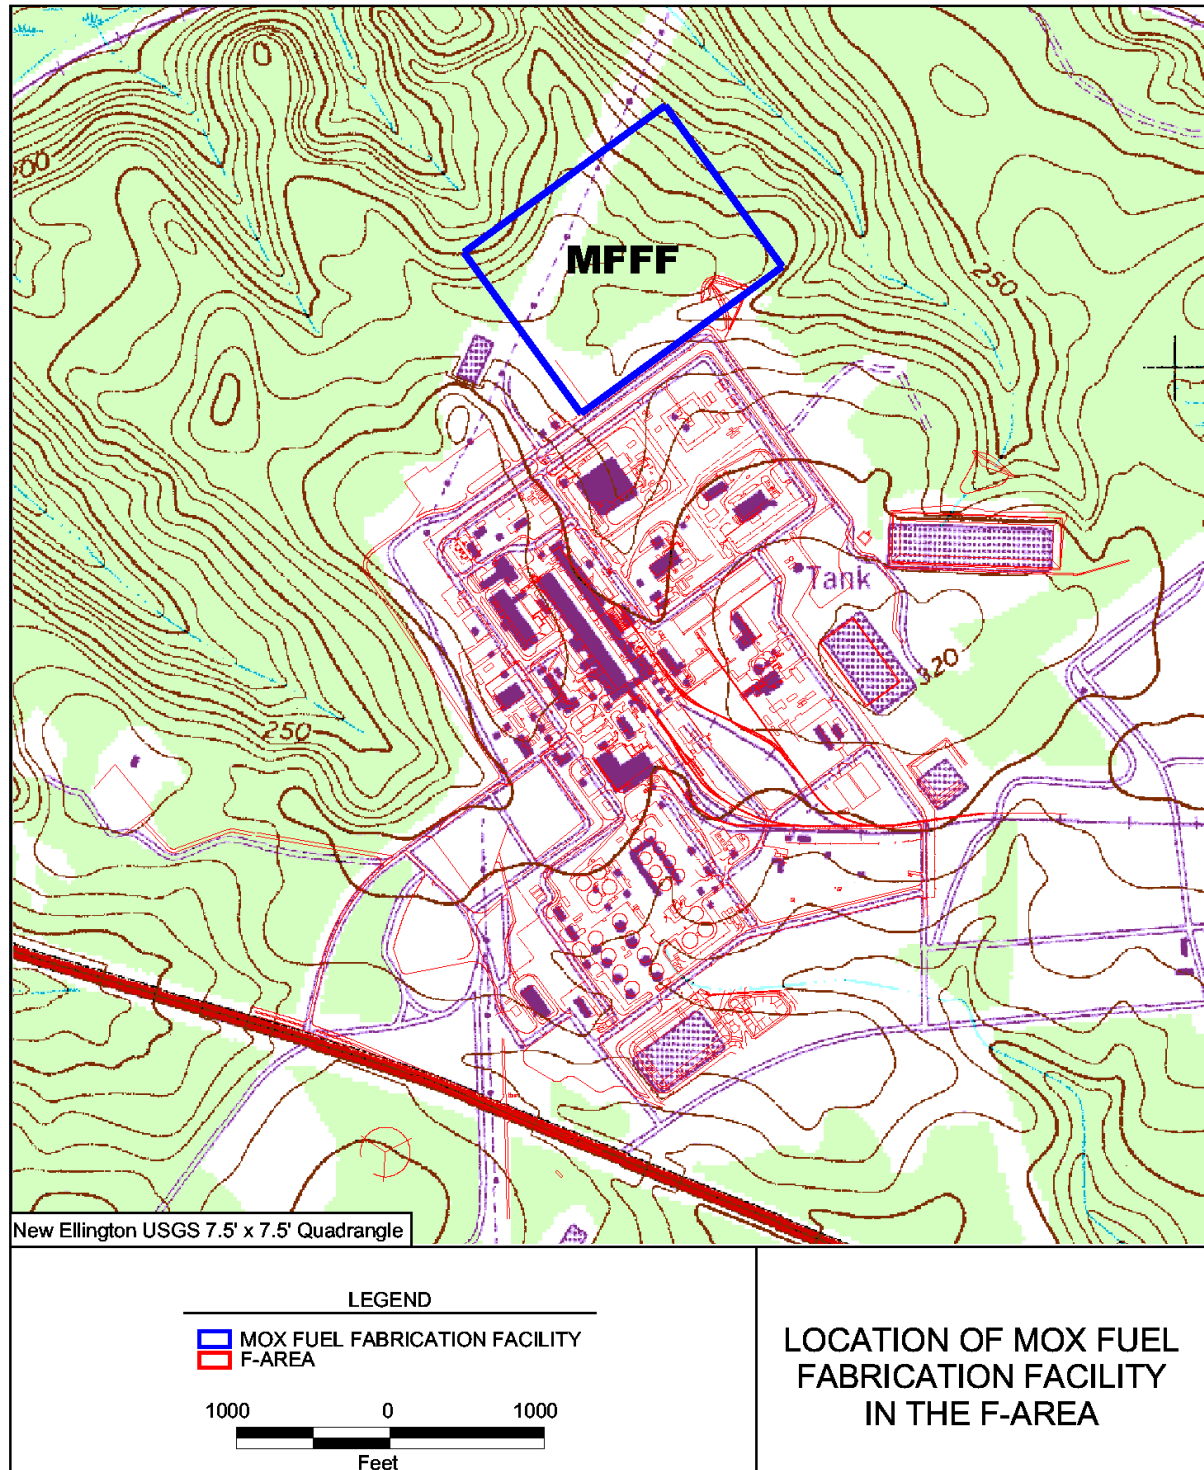 MFFF
200
250
Tank
320
250
New Ellington USGS 7.5' x 7.5' Quadrangle
LEGEND
MOX FUEL FABRICATION FACILITY
F-AREA
1000 0 1000
Feet
LOCATION OF MOX FUEL
FABRICATION FACILITY
IN THE F-AREA